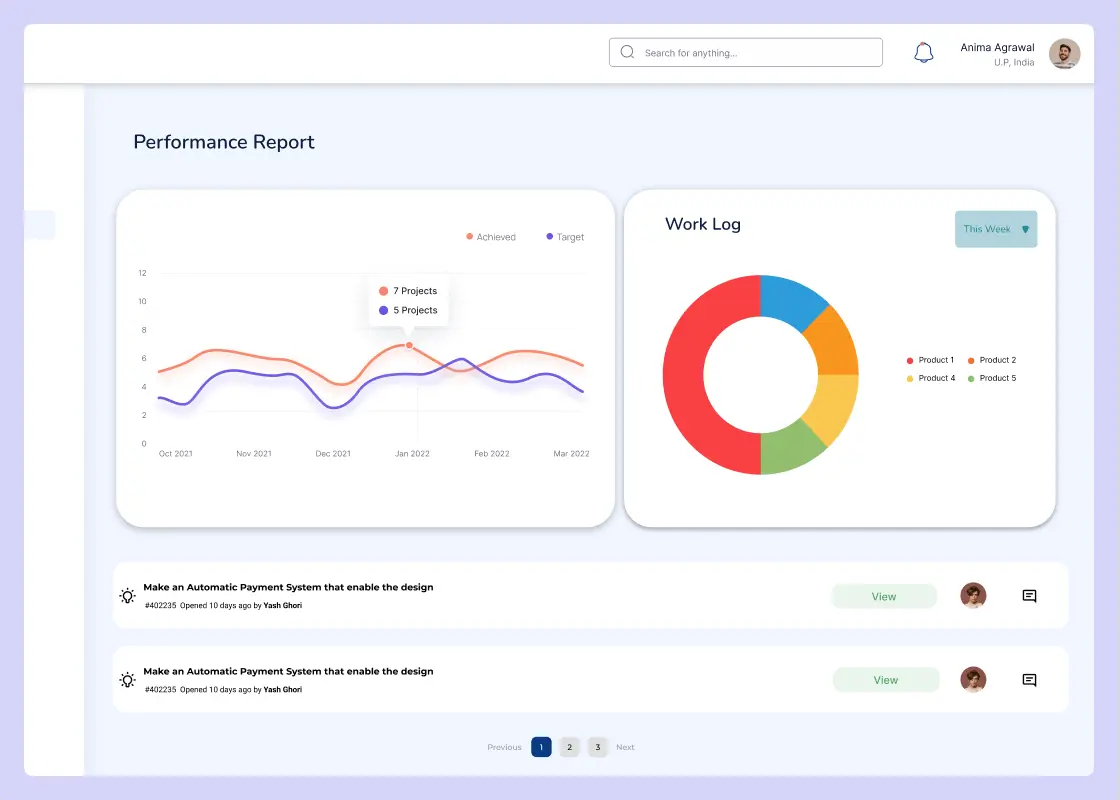 Search for anything...
Anima Agrawal
U.P, India
Performance Report
Achieved
Target
12
10
8
6
4
2
0
7 Projects
5 Projects
Oct 2021
Nov 2021
Dec 2021
Jan 2022
Feb 2022
Mar 2022
Work Log
This Week
Product 1
Product 2
Product 4
Product 5
Make an Automatic Payment System that enable the design
#402235 Opened 10 days ago by Yash Ghori
View
Make an Automatic Payment System that enable the design
#402235 Opened 10 days ago by Yash Ghori
View
Previous 1 2 3 Next